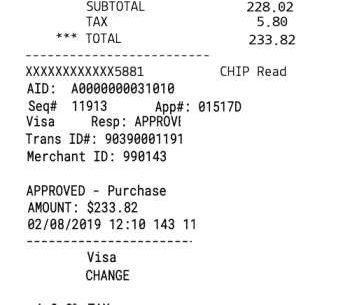 SUBTOTAL 228.02
TAX 5.80
*** TOTAL 233.82
XXXXXXXXXXXX5881 CHIP Read
AID: A0000000031010
Seq# 11913 App#: 01517D
Visa Resp: APPROVE
Trans ID#: 90390001191
Merchant ID: 990143
APPROVED - Purchase
AMOUNT: $233.82
02/08/2019 12:10 143 11
Visa
CHANGE